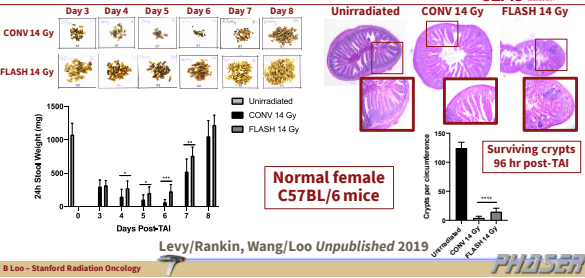 Day 3 Day 4 Day 5 Day 6 Day 7 Day 8
CONV 14 Gy
FLASH 14 Gy
Unirradiated CONV 14 Gy FLASH 14 Gy
Unirradiated
CONV 14 Gy
FLASH 14 Gy
24h Stool Weight (mg)
1500
1000
500
0
* * *** **
0 3 4 5 6 7 8
Days Post-TAI
Normal female
C57BL/6 mice
Crypts per circumference
150
100
50
0
****
Unirradiated
CONV 14 Gy
FLASH 14 Gy
Surviving crypts
96 hr post-TAI
Levy/Rankin, Wang/Loo Unpublished 2019
B Loo – Stanford Radiation Oncology
PHASER